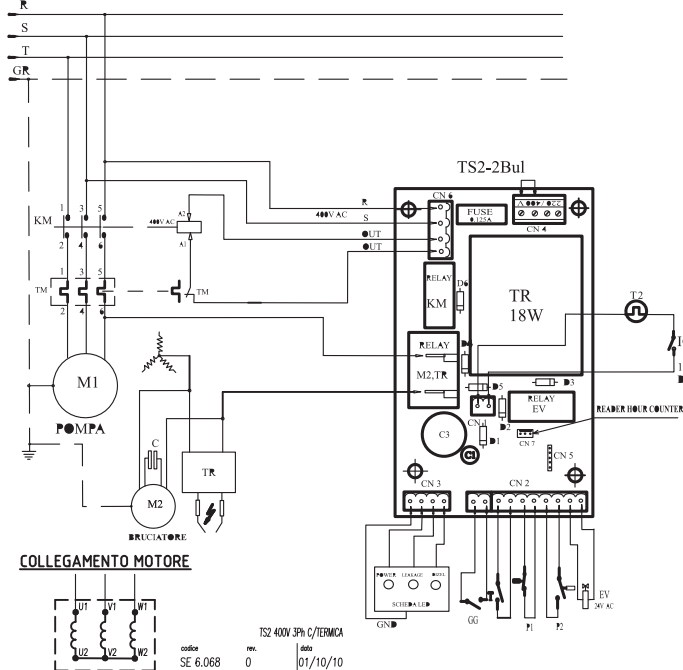 R
S
T
GR
TS2-2Bul
CN 6
R
400V AC
S
OUT
OUT
FUSE
0.125A
CN 4
KM
1 3 5
2 4 6
400V AC
A2
A1
TM
1 3 5
2 4 6
TM
RELAY
KM
D6
TR
18W
T2
RELAY
M2,TR
D5
D3
RELAY
EV
D2
D1
CN 7
READER HOUR COUNTER
C3
C1
CN 5
CN 3
CN 2
M1
POMPA
C
M2
BRUCIATORE
TR
POWER LEAKAGE
SCHEDA LED
GND
GG
P1
P2
EV
24V AC
COLLEGAMENTO MOTORE
U1 V1 W1
U2 V2 W2
TS2 400V 3Ph C/TERMICA
codice rev. data
SE 6.068 0 01/10/10